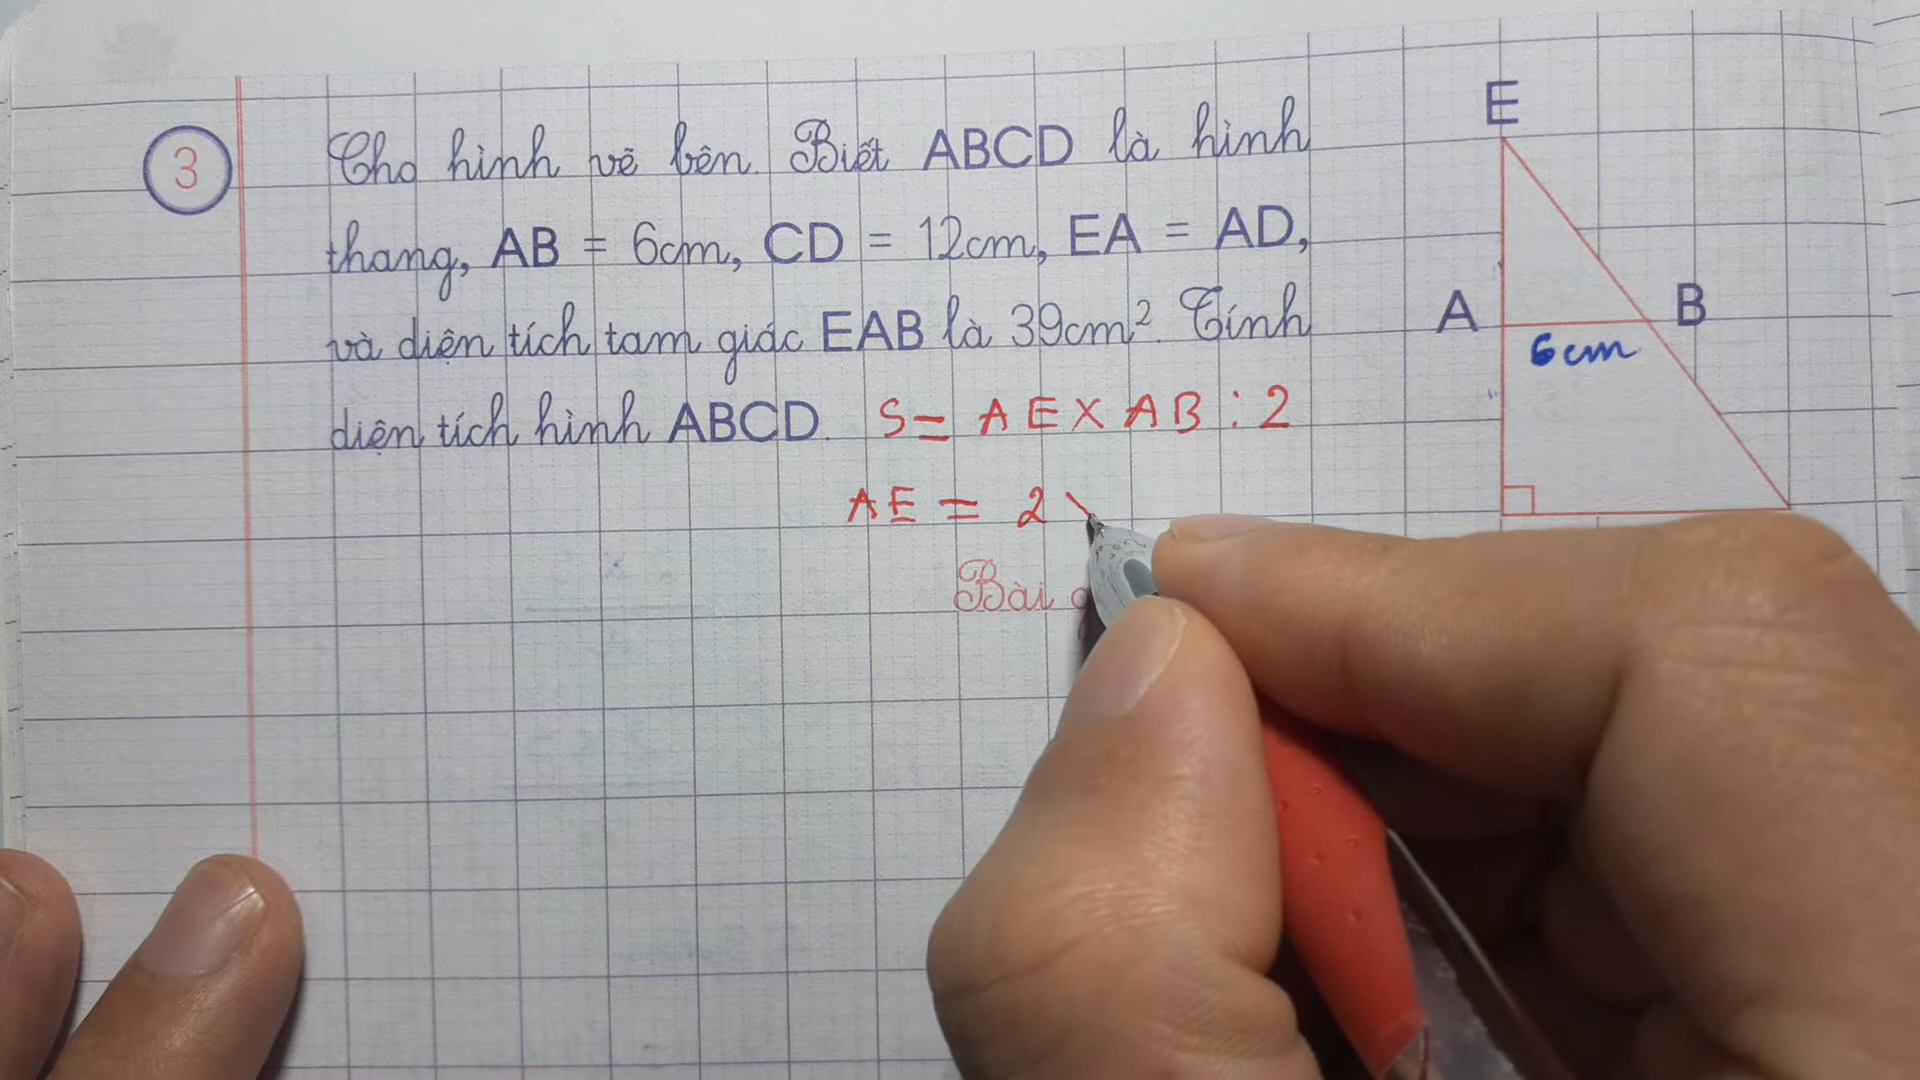 3
Cho hình vẽ bên. Biết ABCD là hình
thang, AB = 6cm, CD = 12cm, EA = AD,
và diện tích tam giác EAB là 39cm². Tính
diện tích hình ABCD.
S = AE X AB : 2
AE = 2
Bài
E
A
B
6cm